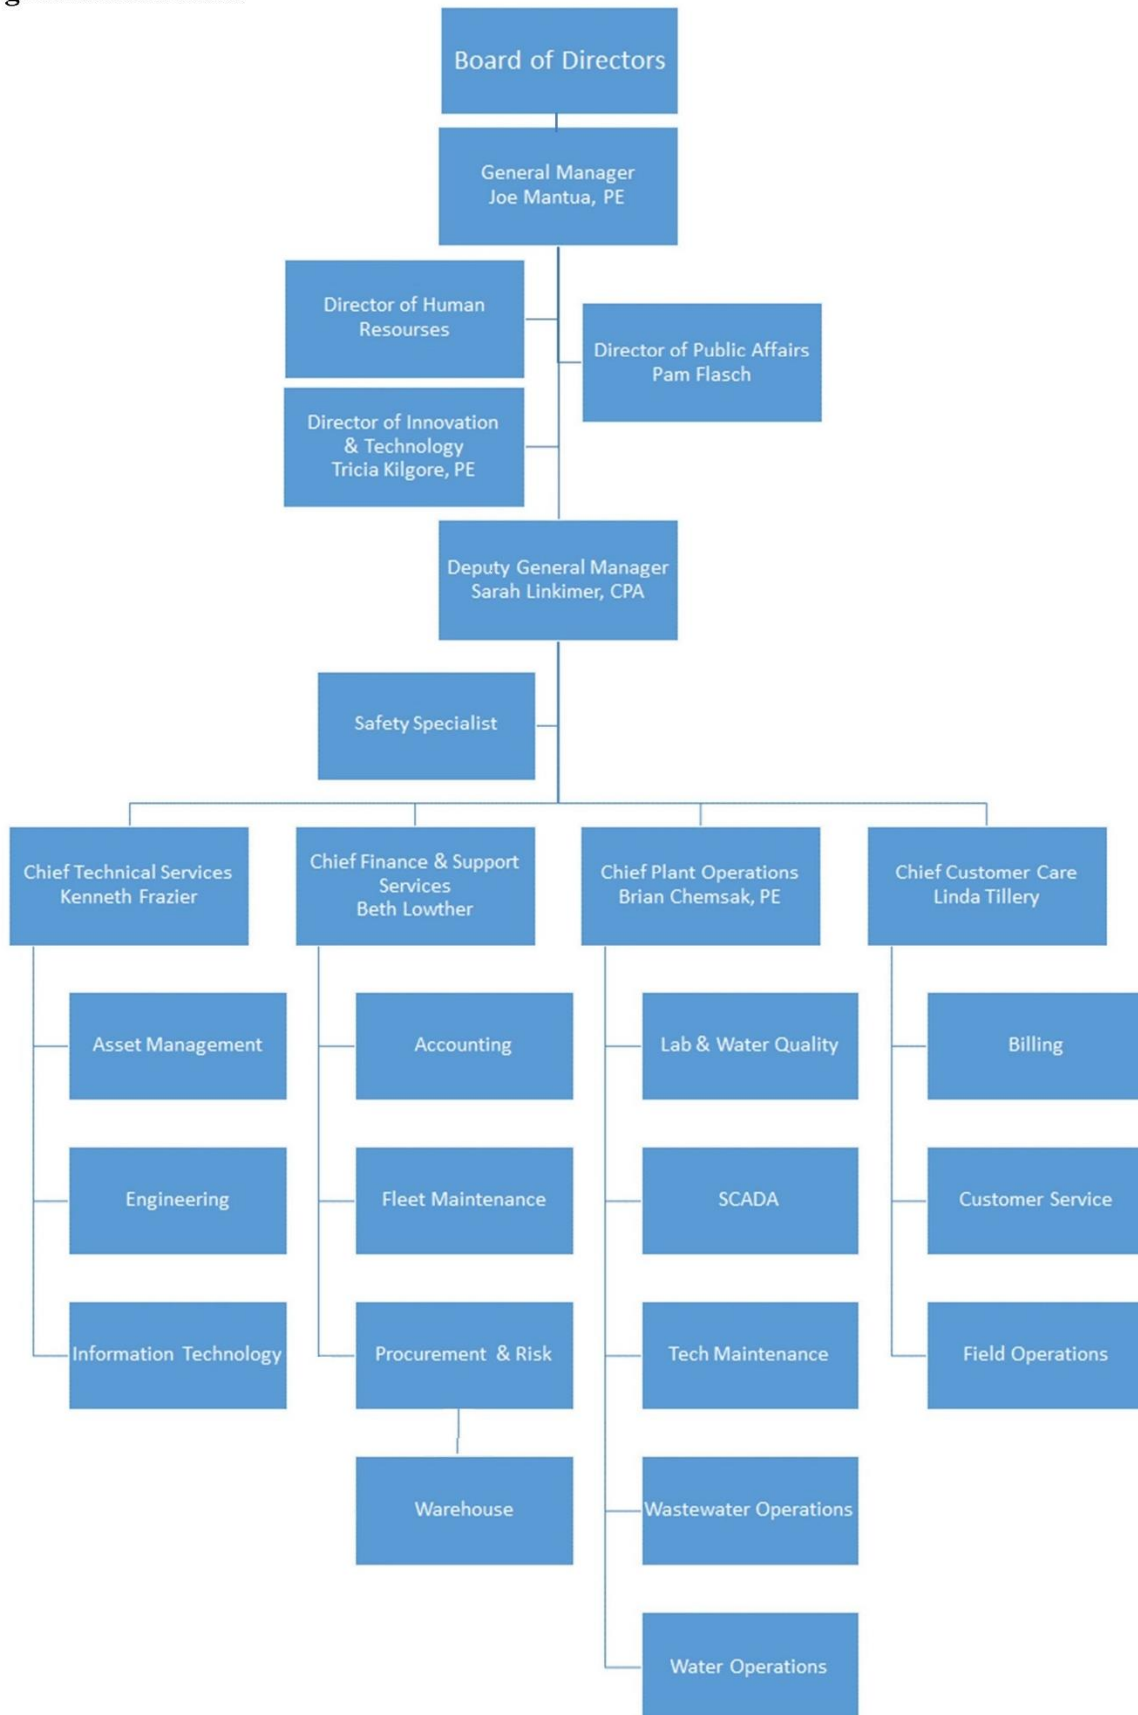 Board of Directors
General Manager
Joe Mantua, PE
Director of Human
Resourses
Director of Public Affairs
Pam Flasch
Director of Innovation
& Technology
Tricia Kilgore, PE
Deputy General Manager
Sarah Linkimer, CPA
Safety Specialist
Chief Technical Services
Kenneth Frazier
Chief Finance & Support
Services
Beth Lowther
Chief Plant Operations
Brian Chemsak, PE
Chief Customer Care
Linda Tillery
Asset Management
Accounting
Lab & Water Quality
Billing
Engineering
Fleet Maintenance
SCADA
Customer Service
Information Technology
Procurement & Risk
Tech Maintenance
Field Operations
Warehouse
Wastewater Operations
Water Operations